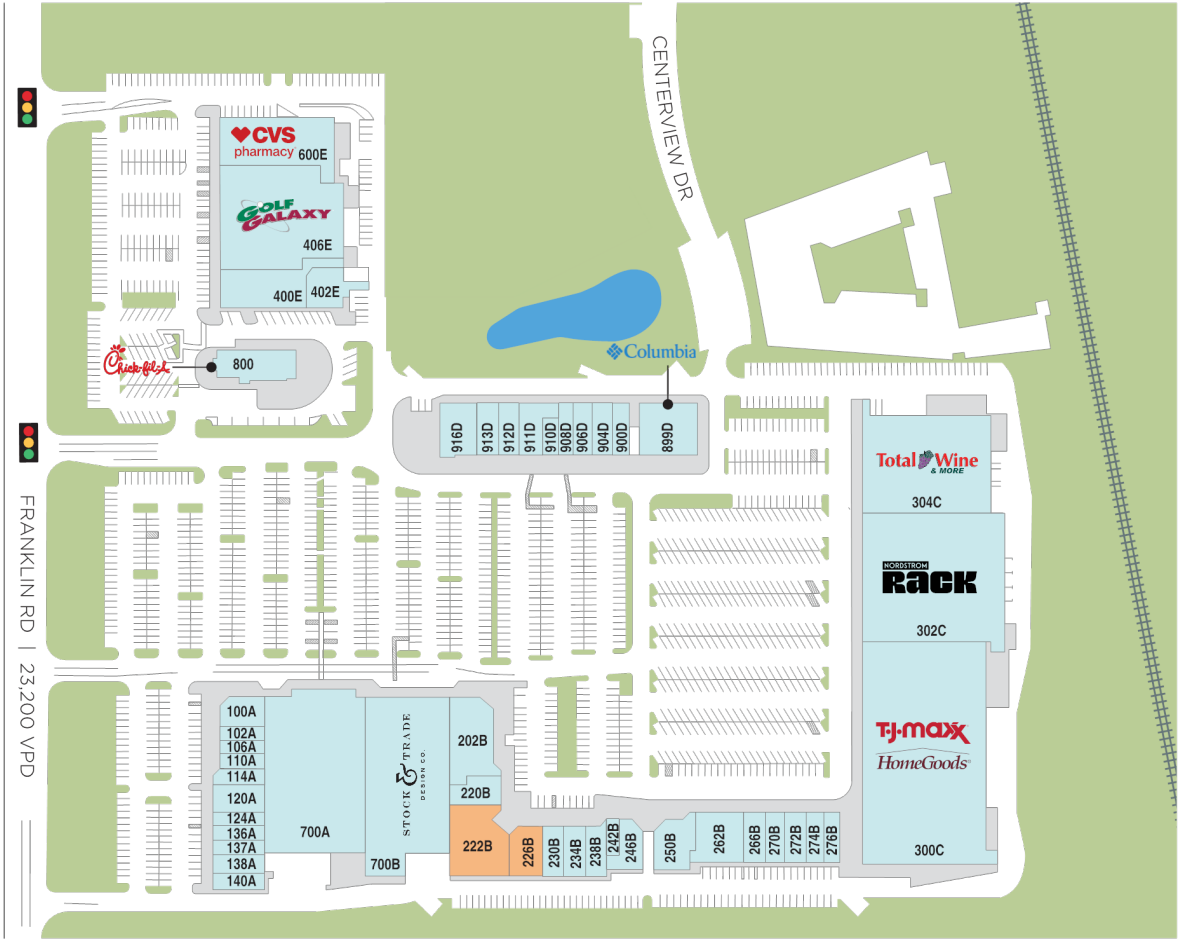 CENTERVIEW DR
CVS
pharmacy
600E
GOLF
GALAXY
406E
400E
402E
Chick-fil-A
800
Columbia
916D
913D
912D
911D
910D
908D
906D
904D
900D
899D
Total Wine
& MORE
304C
NORDSTROM
RACK
302C
T·J·maxx
HomeGoods
300C
FRANKLIN RD | 23,200 VPD
100A
102A
106A
110A
114A
120A
124A
136A
137A
138A
140A
700A
STOCK & TRADE
DESIGN CO.
700B
202B
220B
222B
226B
230B
234B
238B
242B
246B
250B
262B
266B
270B
272B
274B
276B